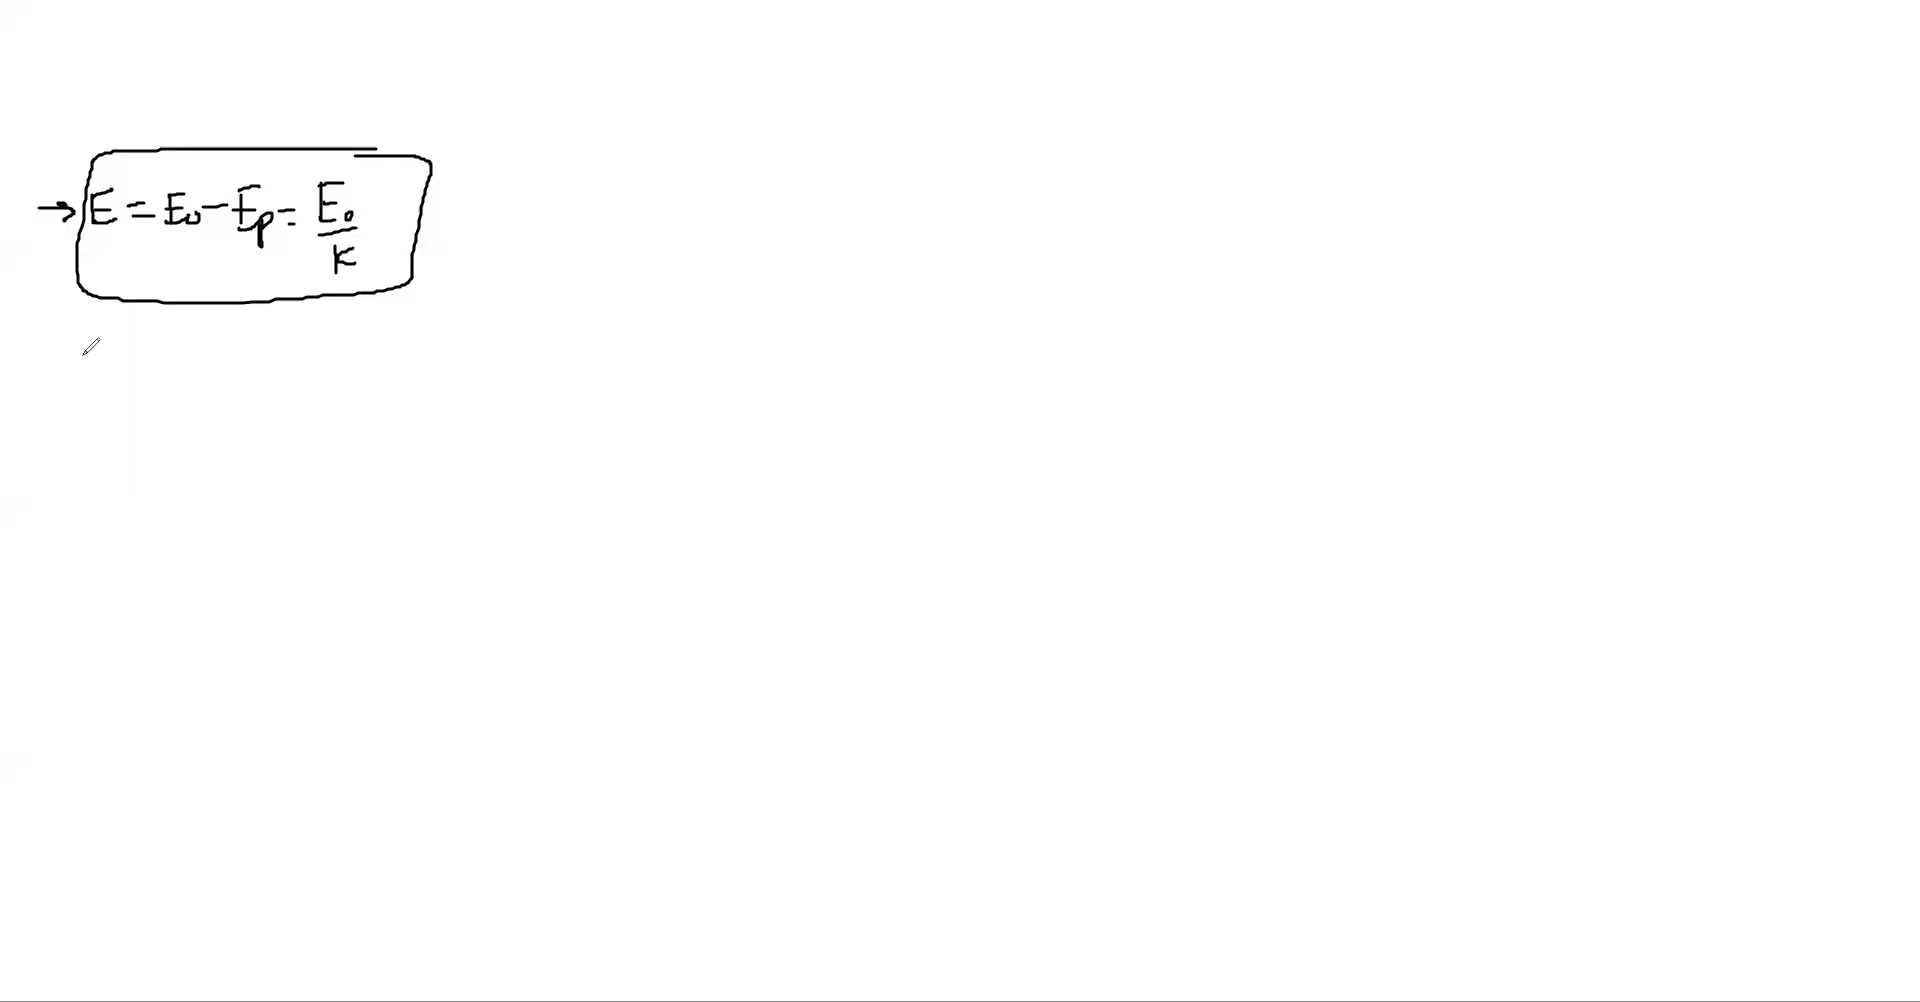 → E = E₀ - Eₚ = E₀/K